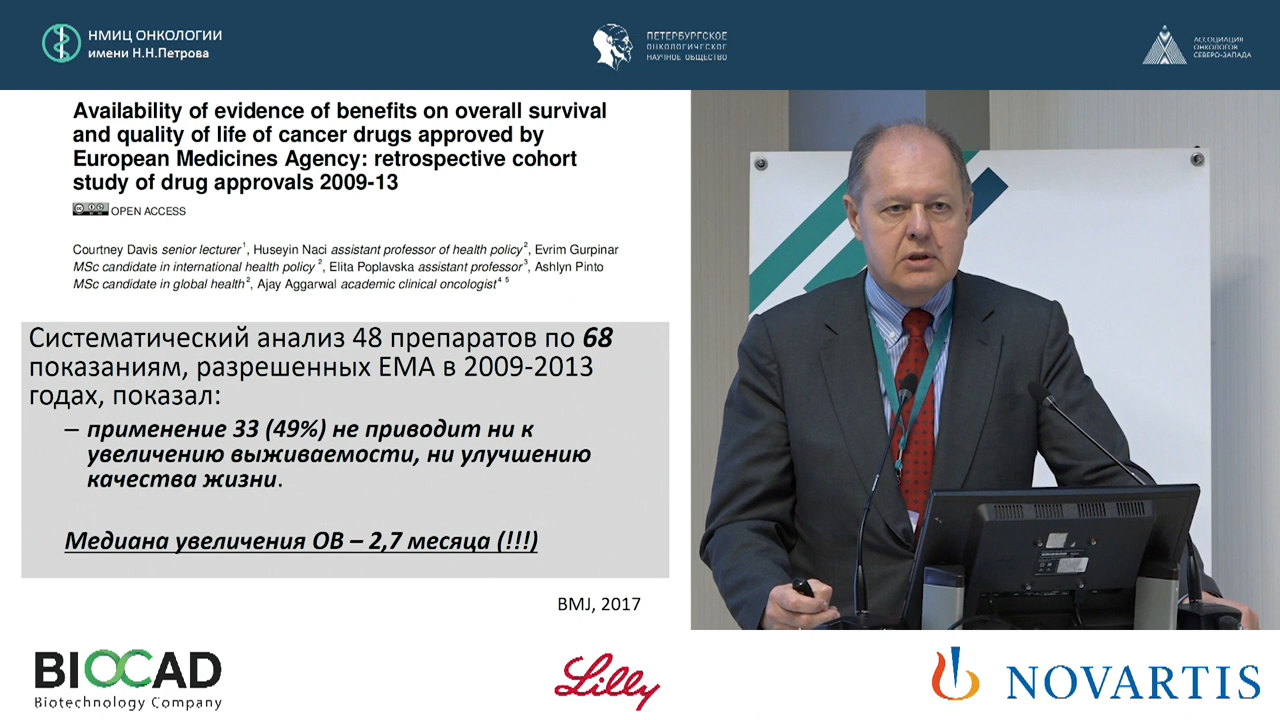 НМИЦ ОНКОЛОГИИ
имени Н.Н.Петрова
ПЕТЕРБУРГСКОЕ
ОНКОЛОГИЧЕСКОЕ
НАУЧНОЕ ОБЩЕСТВО
АССОЦИАЦИЯ
ОНКОЛОГОВ
СЕВЕРО-ЗАПАДА
Availability of evidence of benefits on overall survival
and quality of life of cancer drugs approved by
European Medicines Agency: retrospective cohort
study of drug approvals 2009-13
OPEN ACCESS
Courtney Davis senior lecturer¹, Huseyin Naci assistant professor of health policy², Evrim Gurpinar
MSc candidate in international health policy², Elita Poplavska assistant professor³, Ashlyn Pinto
MSc candidate in global health², Ajay Aggarwal academic clinical oncologist⁴ ⁵
Систематический анализ 48 препаратов по 68
показаниям, разрешенных ЕМА в 2009-2013
годах, показал:
– применение 33 (49%) не приводит ни к
увеличению выживаемости, ни улучшению
качества жизни.
Медиана увеличения ОВ – 2,7 месяца (!!!)
BMJ, 2017
BIOCAD
Biotechnology Company
Lilly
NOVARTIS